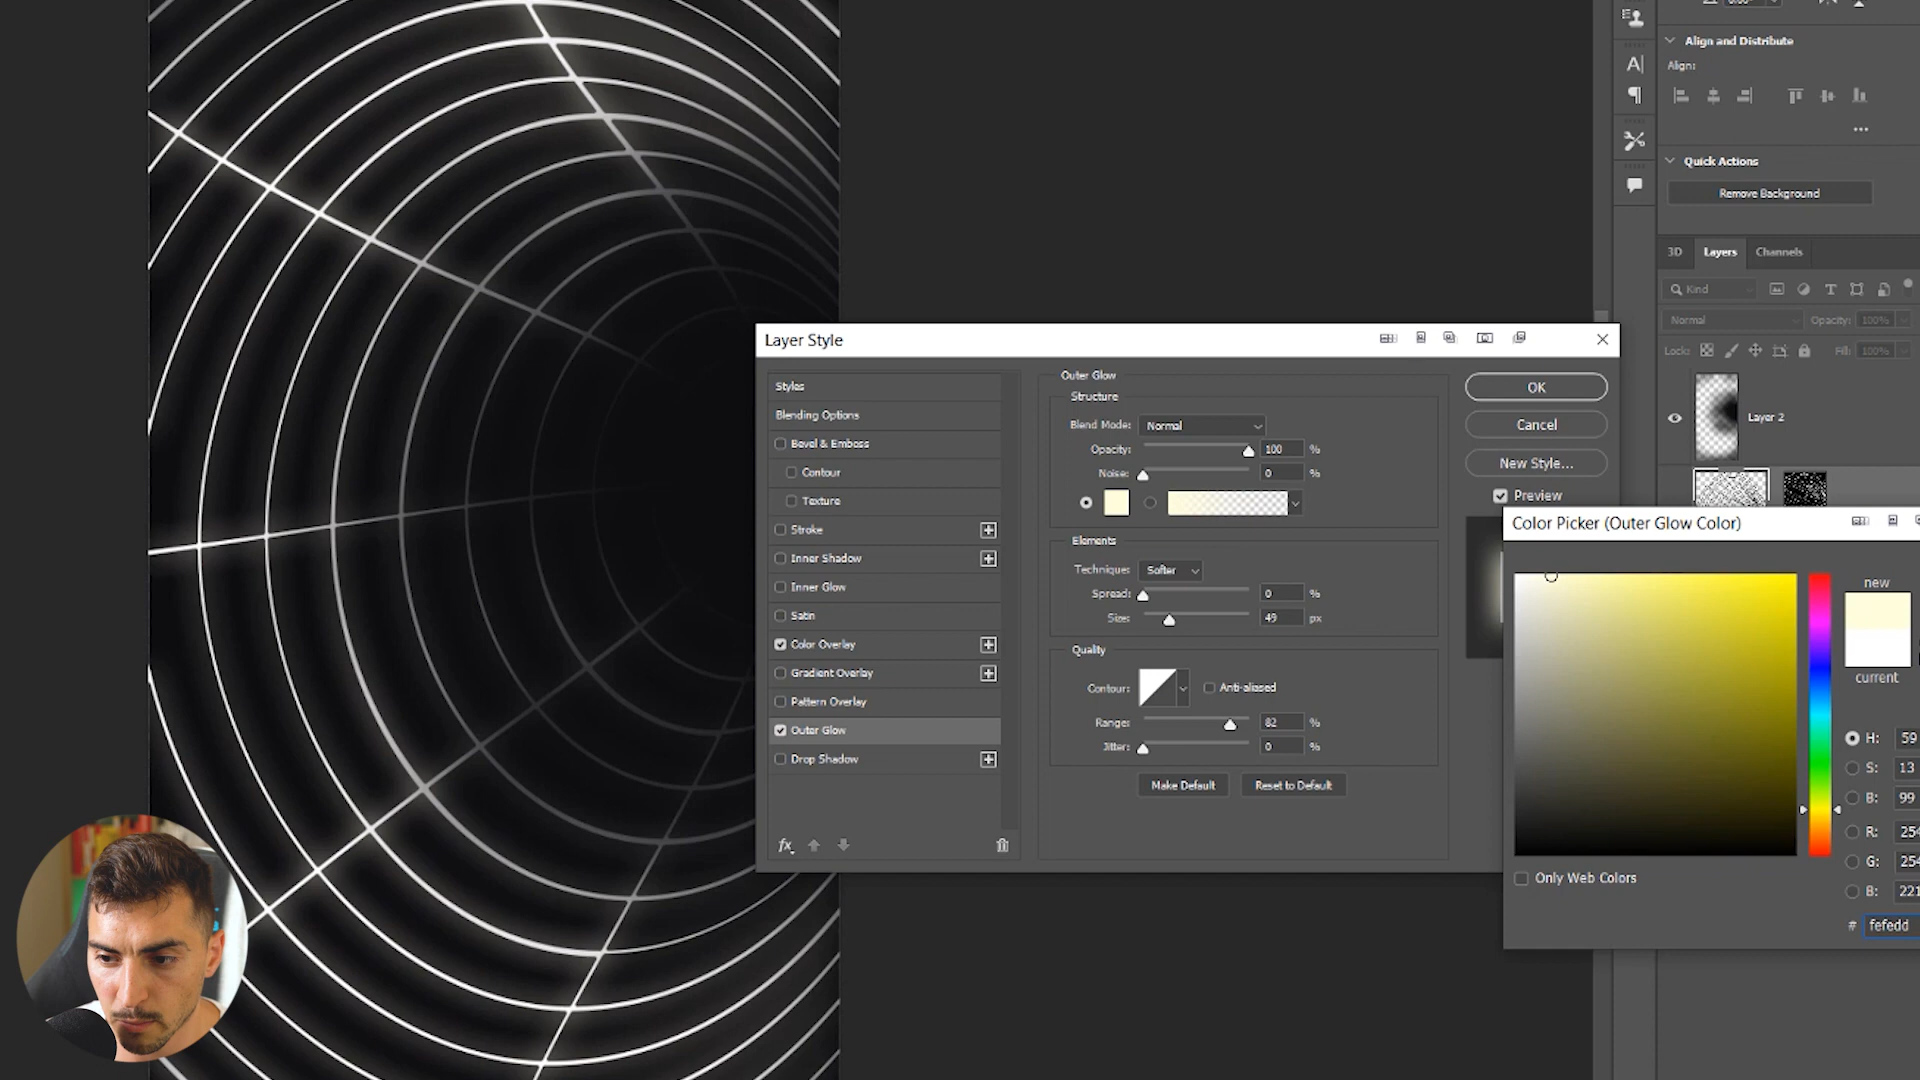 Align and Distribute
Align:
Quick Actions
Remove Background
3D Layers Channels
Kind
Normal Opacity: 100%
Lock: Fill: 100%
Layer 2
Layer Style
Styles
Blending Options
Bevel & Emboss
Contour
Texture
Stroke
Inner Shadow
Inner Glow
Satin
Color Overlay
Gradient Overlay
Pattern Overlay
Outer Glow
Drop Shadow
fx
Outer Glow
Structure
Blend Mode: Normal
Opacity: 100 %
Noise: 0 %
Elements
Technique: Softer
Spread: 0 %
Size: 49 px
Quality
Contour: Anti-aliased
Range: 82 %
Jitter: 0 %
Make Default Reset to Default
OK
Cancel
New Style...
Preview
Color Picker (Outer Glow Color)
new
current
H: 59
S: 13
B: 99
R: 254
G: 254
B: 221
# fefedd
Only Web Colors